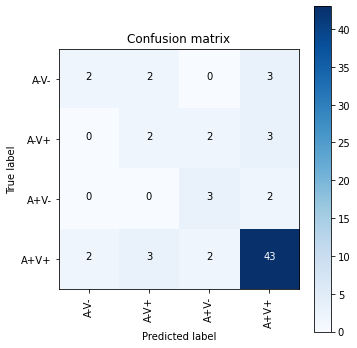 Confusion matrix
True label
A-V- 2 2 0 3
A-V+ 0 2 2 3
A+V- 0 0 3 2
A+V+ 2 3 2 43
A-V- A-V+ A+V- A+V+
Predicted label
40
35
30
25
20
15
10
5
0